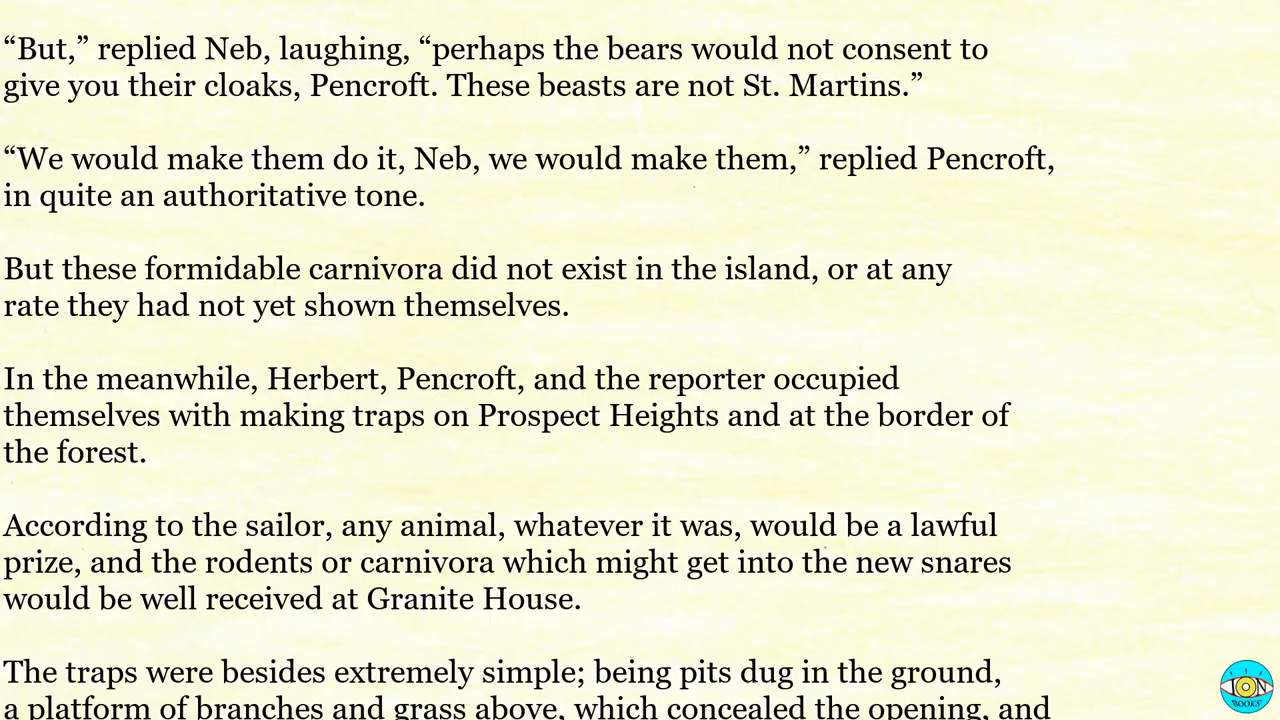 “But,” replied Neb, laughing, “perhaps the bears would not consent to
give you their cloaks, Pencroft. These beasts are not St. Martins.”
“We would make them do it, Neb, we would make them,” replied Pencroft,
in quite an authoritative tone.
But these formidable carnivora did not exist in the island, or at any
rate they had not yet shown themselves.
In the meanwhile, Herbert, Pencroft, and the reporter occupied
themselves with making traps on Prospect Heights and at the border of
the forest.
According to the sailor, any animal, whatever it was, would be a lawful
prize, and the rodents or carnivora which might get into the new snares
would be well received at Granite House.
The traps were besides extremely simple; being pits dug in the ground,
a platform of branches and grass above, which concealed the opening, and
ION
BOOKS